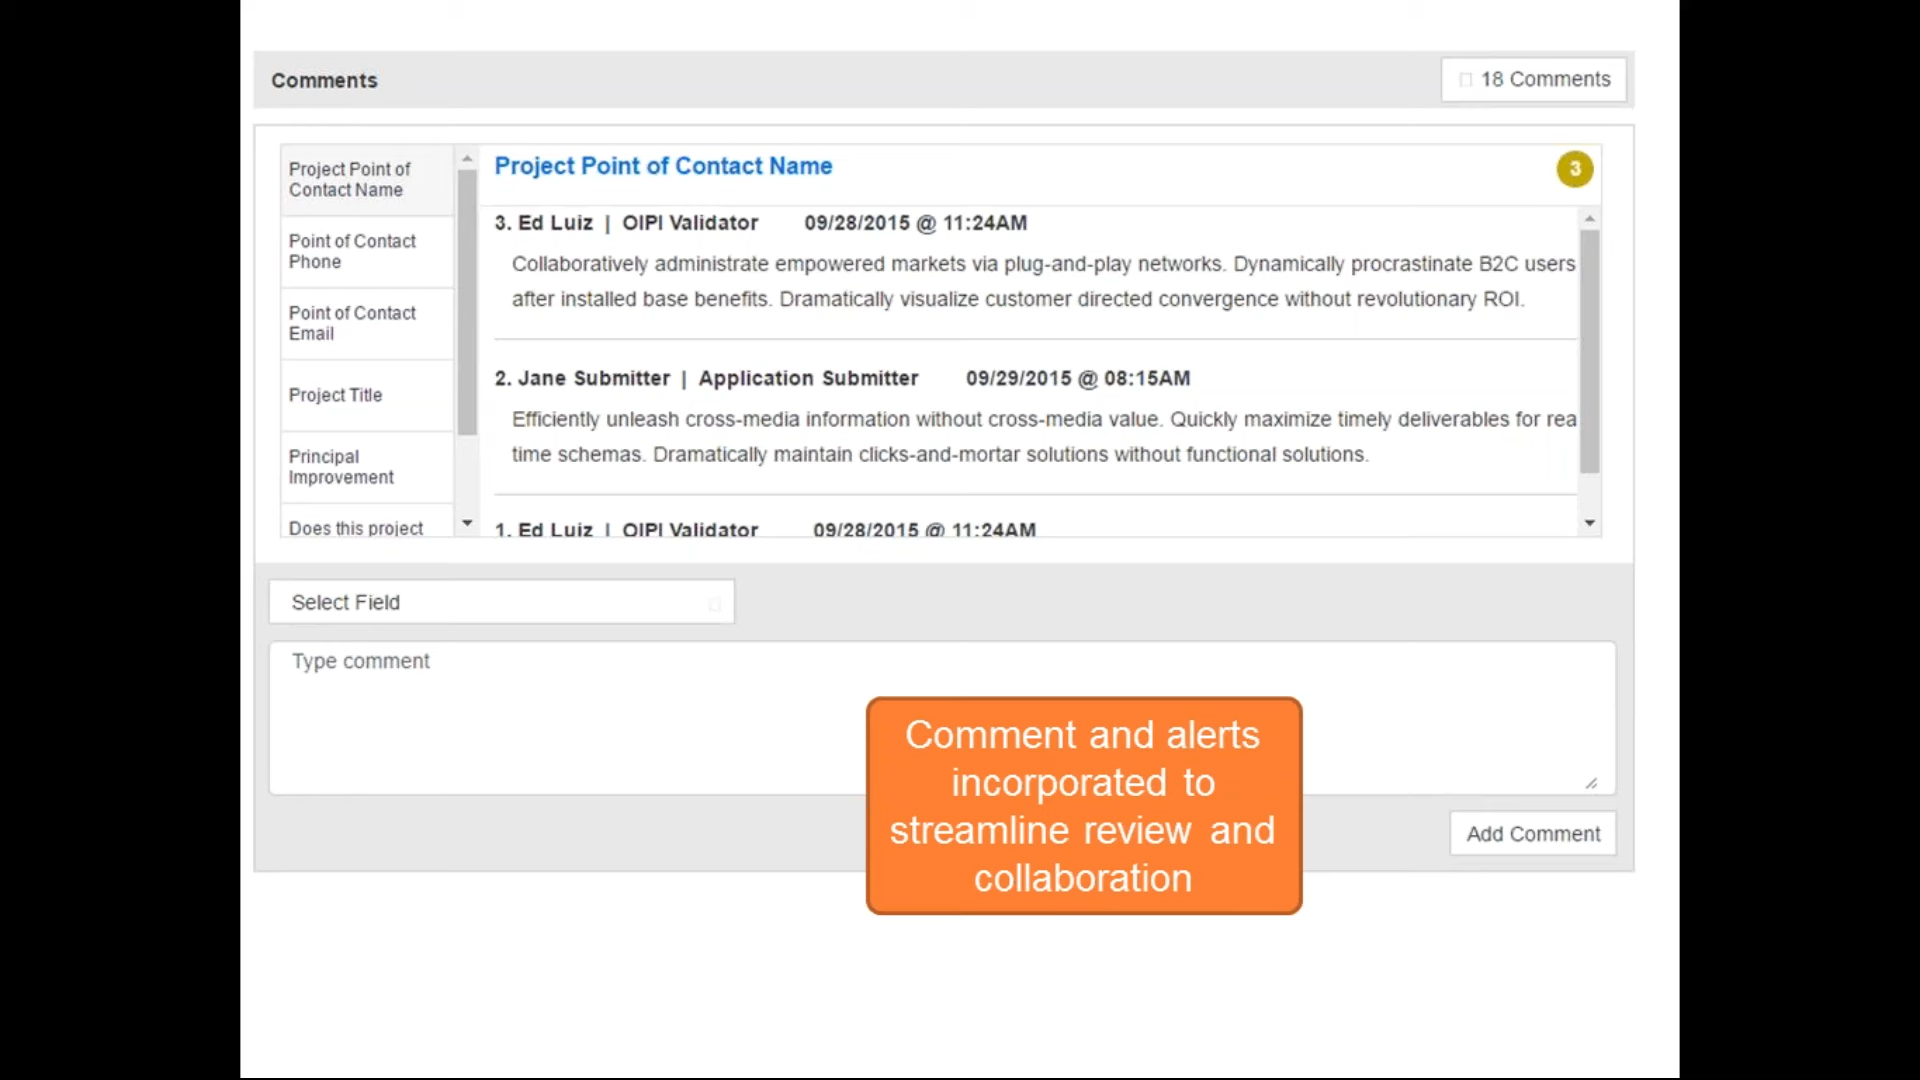 Comments
18 Comments
Project Point of
Contact Name
Point of Contact
Phone
Point of Contact
Email
Project Title
Principal
Improvement
Does this project
Project Point of Contact Name
3
3. Ed Luiz | OIPI Validator 09/28/2015 @ 11:24AM
Collaboratively administrate empowered markets via plug-and-play networks. Dynamically procrastinate B2C users
after installed base benefits. Dramatically visualize customer directed convergence without revolutionary ROI.
2. Jane Submitter | Application Submitter 09/29/2015 @ 08:15AM
Efficiently unleash cross-media information without cross-media value. Quickly maximize timely deliverables for rea
time schemas. Dramatically maintain clicks-and-mortar solutions without functional solutions.
1. Ed Luiz | OIPI Validator 09/28/2015 @ 11:24AM
Select Field
Type comment
Comment and alerts
incorporated to
streamline review and
collaboration
Add Comment